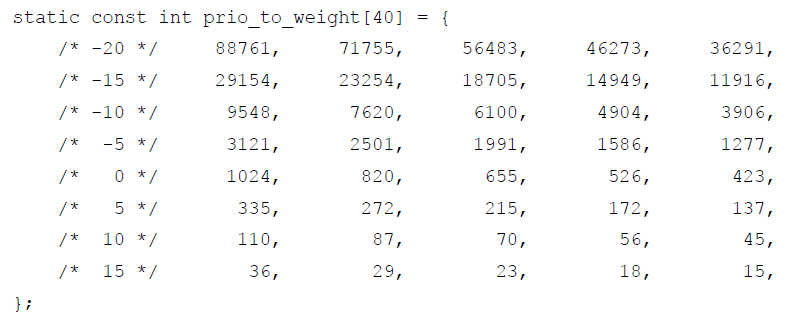 static const int prio_to_weight[40] = {
    /* -20 */     88761,     71755,     56483,     46273,     36291,
    /* -15 */     29154,     23254,     18705,     14949,     11916,
    /* -10 */      9548,      7620,      6100,      4904,      3906,
    /*  -5 */      3121,      2501,      1991,      1586,      1277,
    /*   0 */      1024,       820,       655,       526,       423,
    /*   5 */       335,       272,       215,       172,       137,
    /*  10 */       110,        87,        70,        56,        45,
    /*  15 */        36,        29,        23,        18,        15,
};